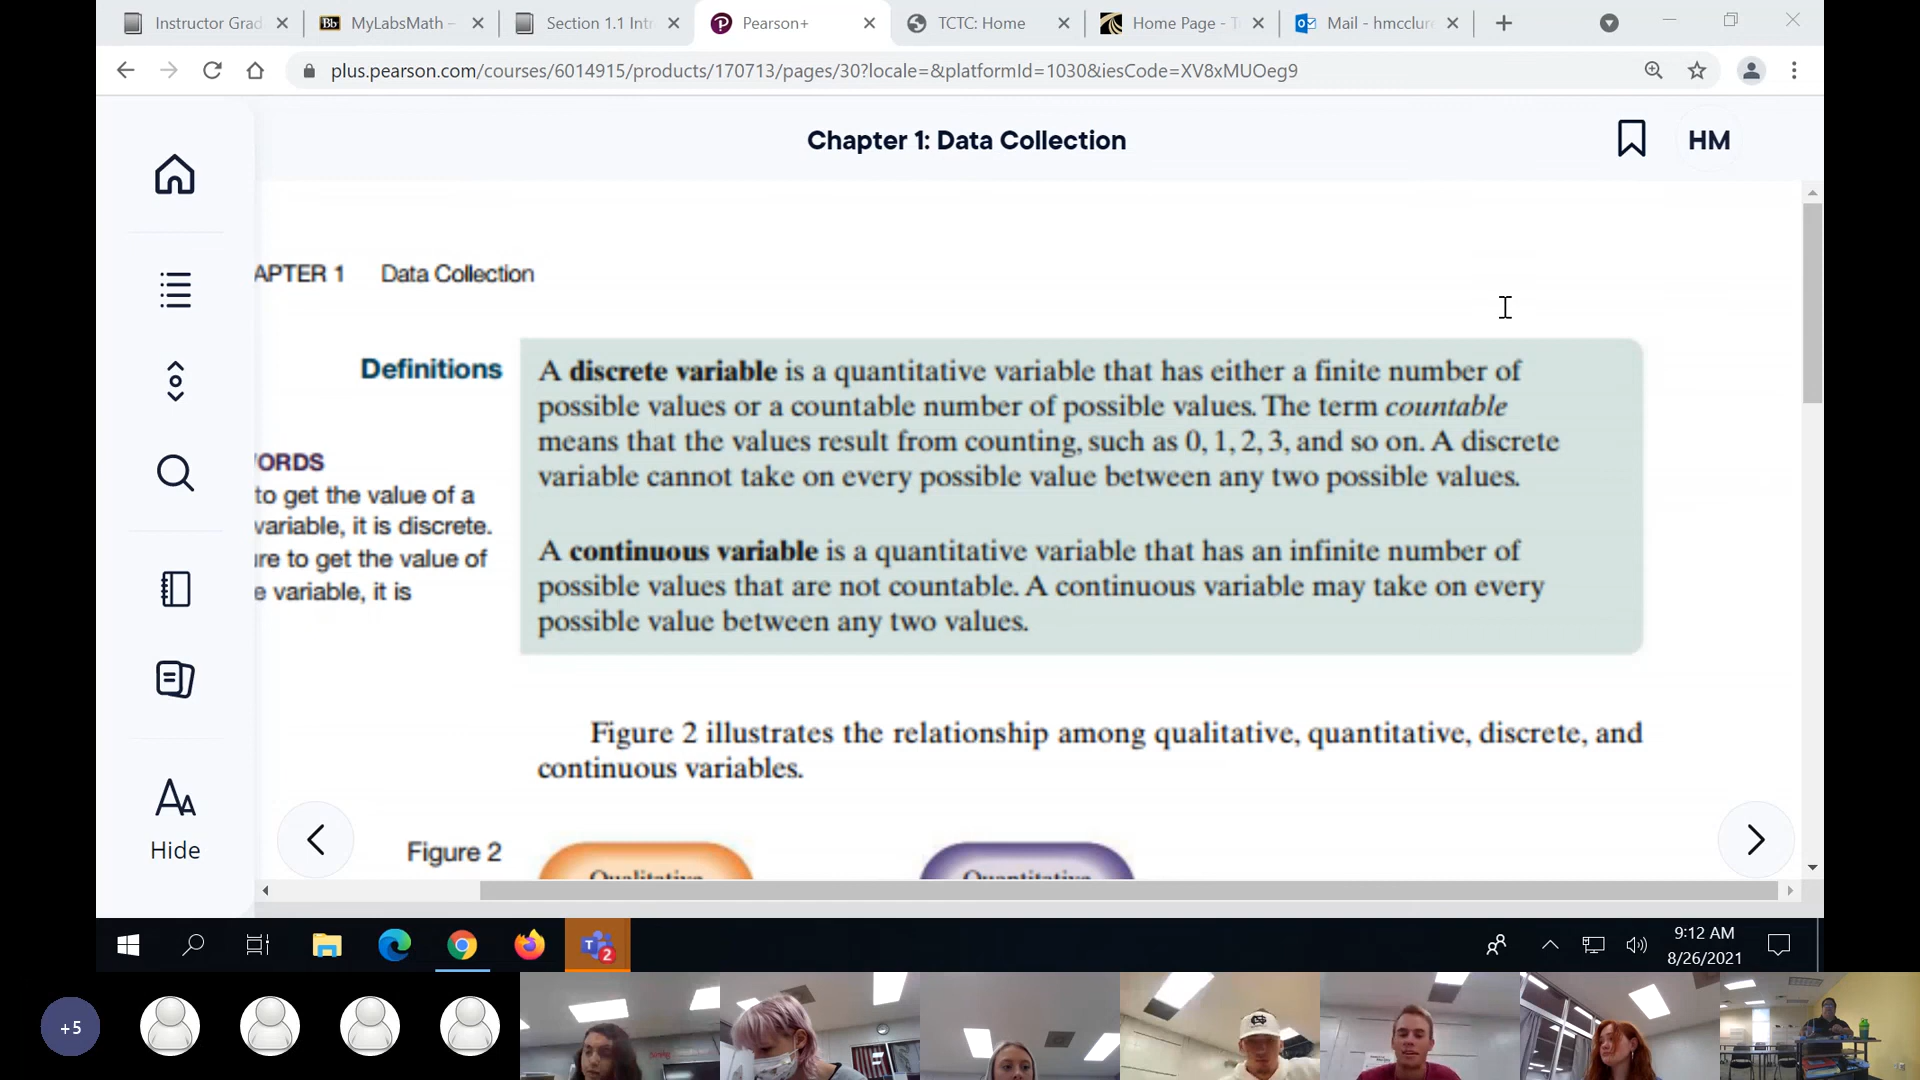 Instructor Grad
MyLabsMath –
Section 1.1 Intr
Pearson+
TCTC: Home
Home Page - T
Mail - hmcclure
plus.pearson.com/courses/6014915/products/170713/pages/30?locale=&platformId=1030&iesCode=XV8xMUOeg9
Chapter 1: Data Collection
HM
APTER 1 Data Collection
Definitions
A discrete variable is a quantitative variable that has either a finite number of
possible values or a countable number of possible values. The term countable
means that the values result from counting, such as 0, 1, 2, 3, and so on. A discrete
variable cannot take on every possible value between any two possible values.
A continuous variable is a quantitative variable that has an infinite number of
possible values that are not countable. A continuous variable may take on every
possible value between any two values.
ORDS
to get the value of a
variable, it is discrete.
re to get the value of
e variable, it is
Figure 2 illustrates the relationship among qualitative, quantitative, discrete, and
continuous variables.
Figure 2
Qualitative
Quantitative
Hide
9:12 AM
8/26/2021
2
+5